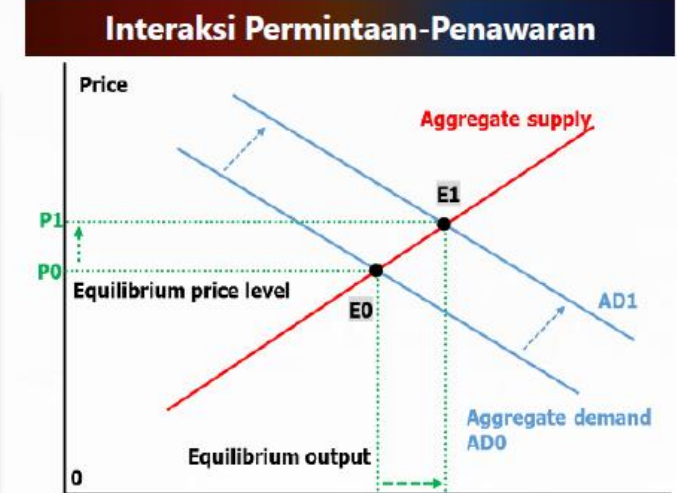 Interaksi Permintaan-Penawaran
Price
Aggregate supply
E1
P1
P0
Equilibrium price level
E0
AD1
Aggregate demand
AD0
Equilibrium output
0